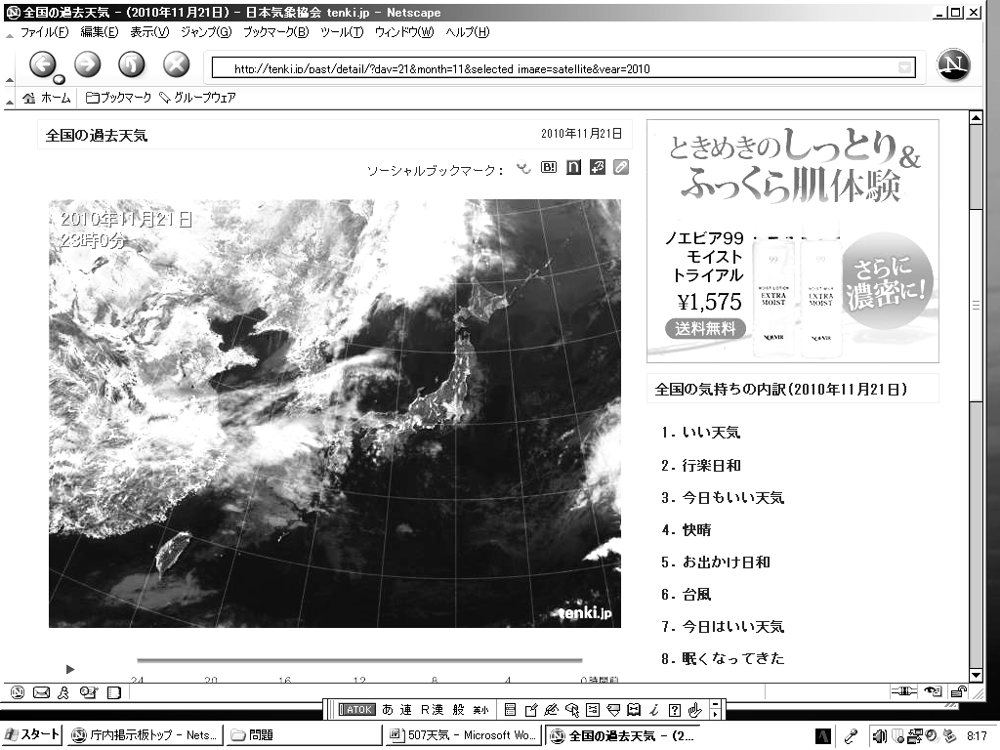 全国の過去天気 - (2010年11月21日) - 日本気象協会 tenki.jp - Netscape
ファイル(F) 編集(E) 表示(V) ジャンプ(G) ブックマーク(B) ツール(T) ウィンドウ(W) ヘルプ(H)
http://tenki.jp/past/detail/?day=21&month=11&selected_image=satellite&year=2010
N
ホーム ブックマーク グループウェア
全国の過去天気 2010年11月21日
ソーシャルブックマーク： B! n
2010年11月21日
23時0分
tenki.jp
24 20 16 12 8 4 0時間前
ときめきのしっとり&
ふっくら肌体験
ノエビア99
モイスト
トライアル
¥1,575
送料無料
99 99
MOIST LOTION MOIST MILK
EXTRA MOIST EXTRA MOIST
NOEVIR NOEVIR
さらに
濃密に!
全国の気持ちの内訳(2010年11月21日)
1. いい天気
2. 行楽日和
3. 今日もいい天気
4. 快晴
5. お出かけ日和
6. 台風
7. 今日はいい天気
8. 眠くなってきた
ATOK あ 連 R漢 般 英小
スタート 庁内掲示板トップ - Nets... 問題 507天気 - Microsoft Wo... 全国の過去天気 - (2... A 8:17